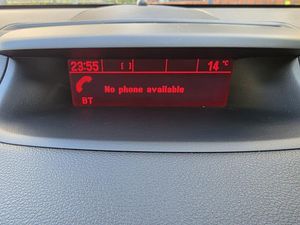 23:55 [ ] 14 °C
No phone available
BT